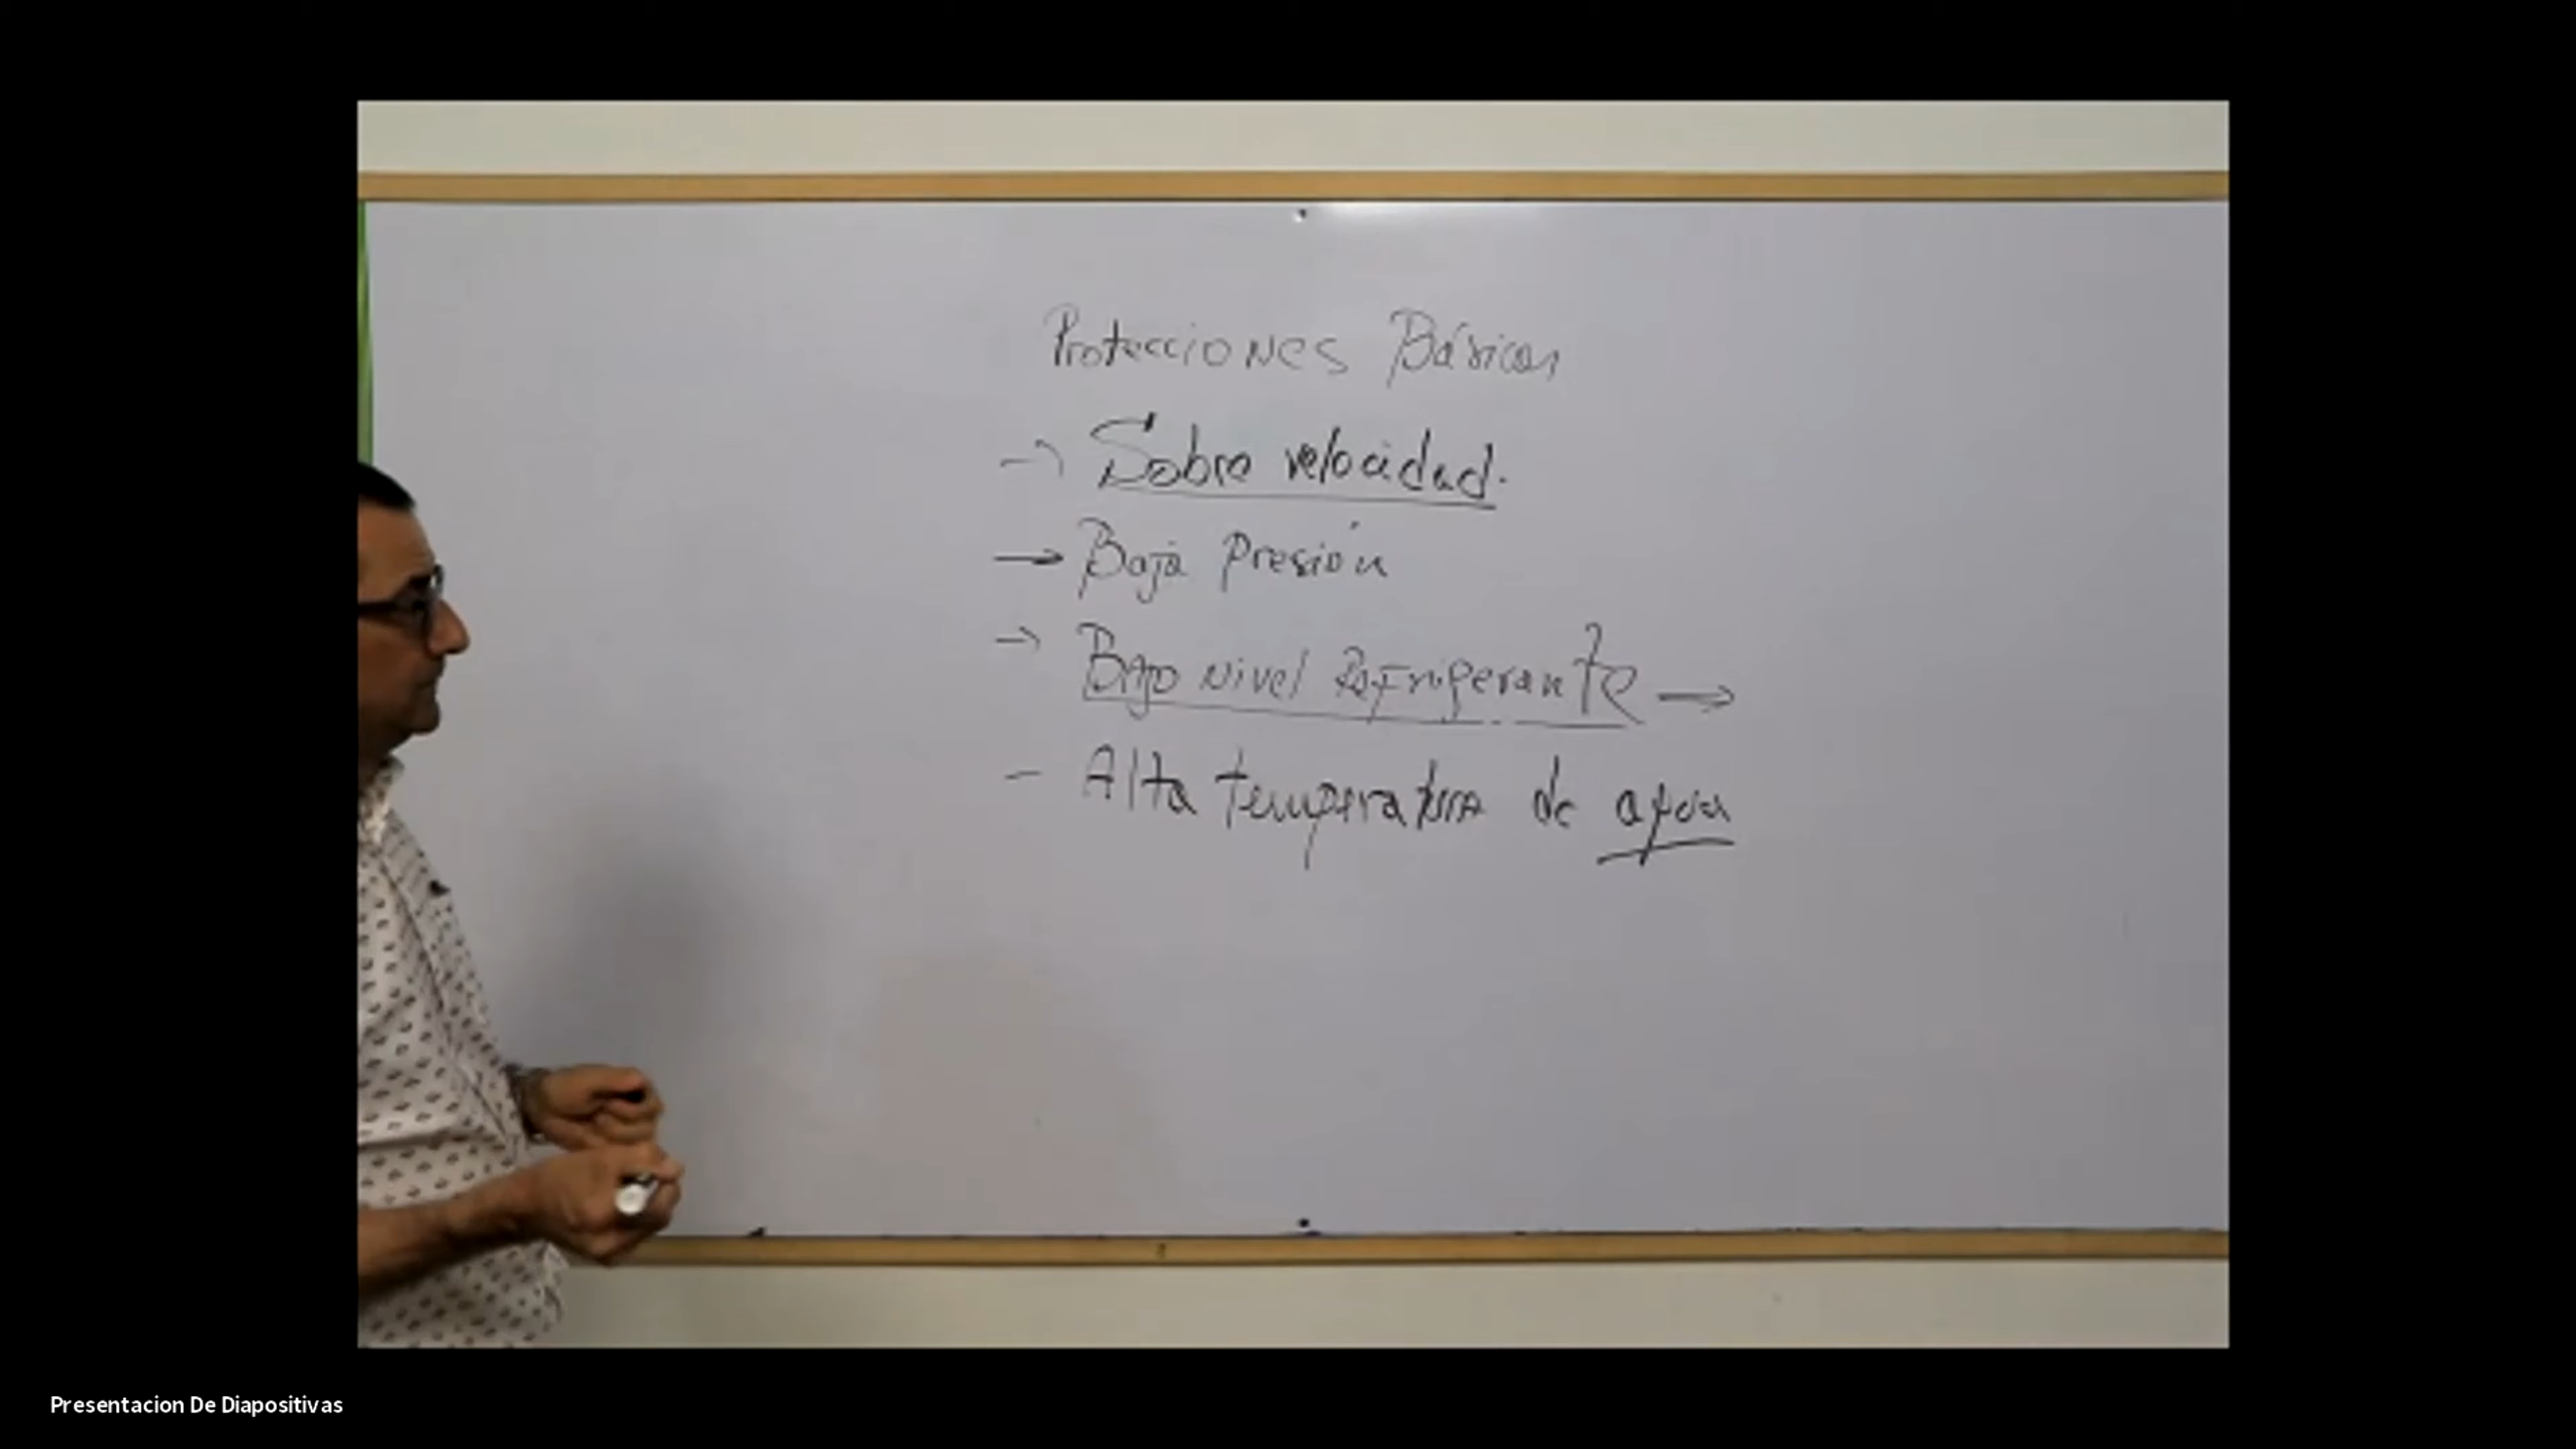 Protecciones Básicas
→ Sobre velocidad.
→ Baja Presión
→ Bajo nivel Refrigerante →
- Alta temperatura de agua
Presentacion De Diapositivas